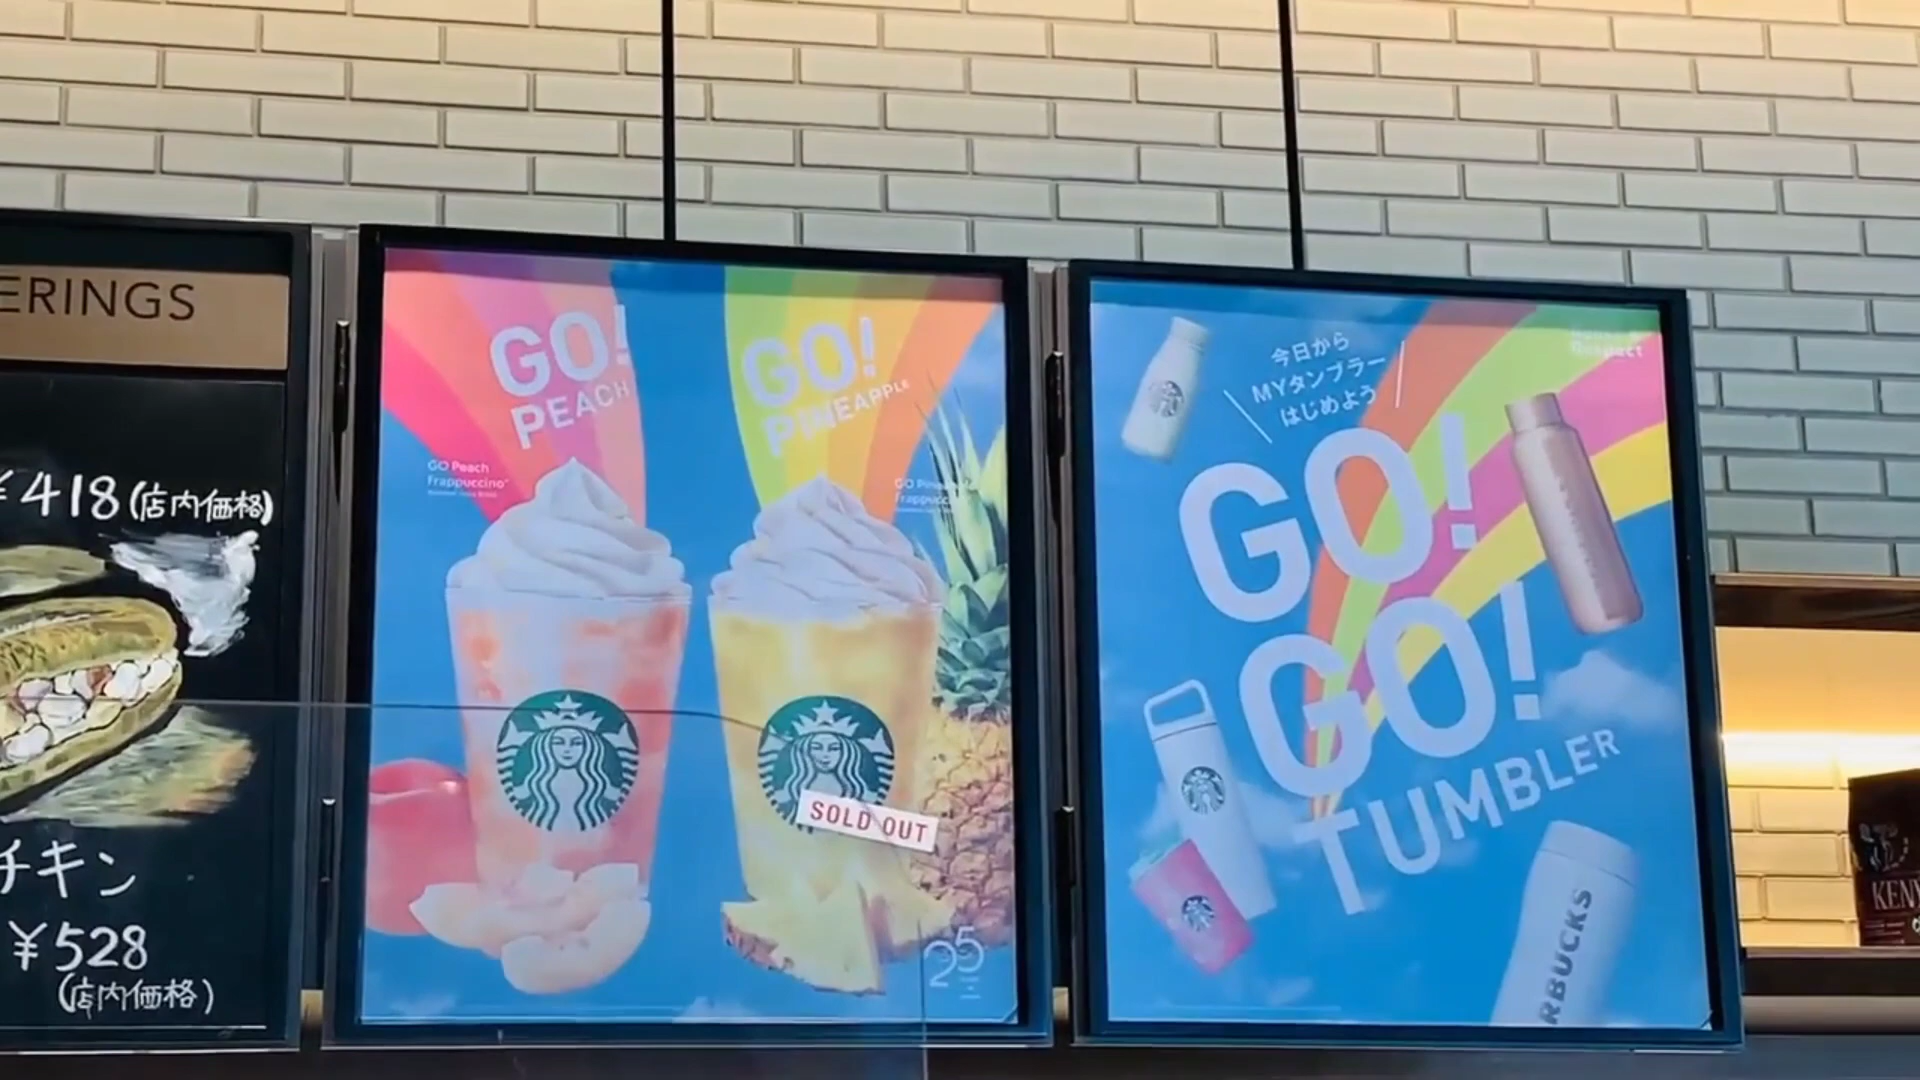 ERINGS
¥418(店内価格)
チキン
¥528
(店内価格)
GO!
PEACH
GO Peach
Frappuccino®
GO!
PINEAPPLE
SOLD OUT
25
今日から
MYタンブラー
はじめよう
GO!
GO!
TUMBLER
RBUCKS